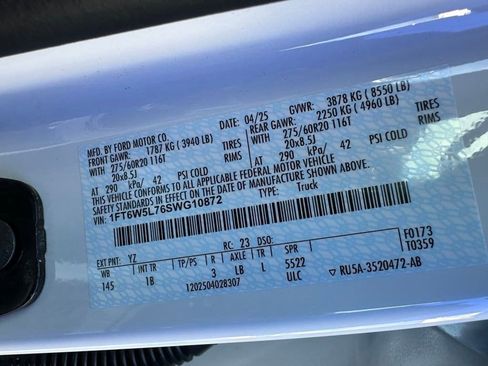 MFD. BY FORD MOTOR CO. DATE: 04/25 GVWR: 3878 KG (8550 LB)
FRONT GAWR: 1787 KG (3940 LB) REAR GAWR: 2250 KG (4960 LB)
WITH 275/60R20 116T TIRES WITH 275/60R20 116T TIRES
20x8.5J RIMS 20x8.5J RIMS
AT 290 kPa/ 42 PSI COLD AT 290 kPa/ 42 PSI COLD
THIS VEHICLE CONFORMS TO ALL APPLICABLE FEDERAL MOTOR VEHICLE
SAFETY STANDARDS IN EFFECT ON THE DATE OF MANUFACTURE SHOWN ABOVE.
VIN: 1FT6W5L76SWG10872 TYPE: Truck
F0173
T0359
EXT PNT: YZ RC: 23 DSO:
WB INT TR TP/PS R AXLE TR SPR
145 1B 3 LB L 5522
ULC
1202504028307
RU5A-3520472-AB